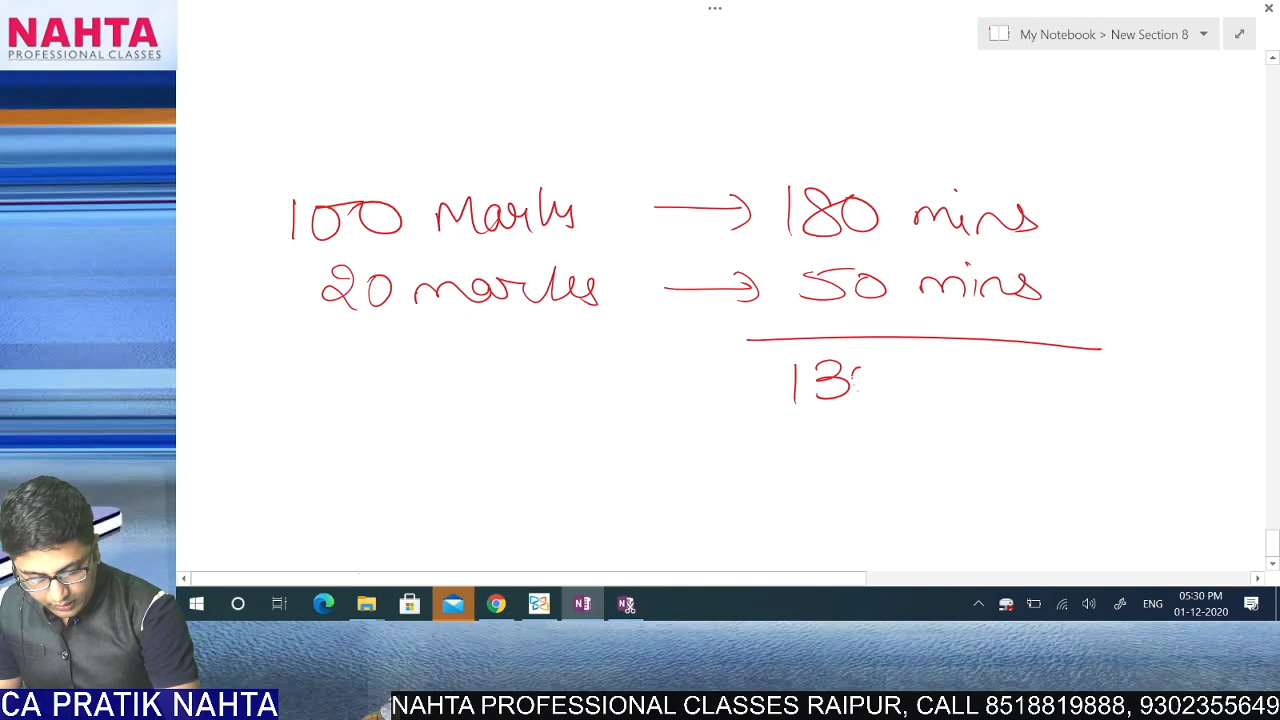 NAHTA
PROFESSIONAL CLASSES
My Notebook > New Section 8
100 Marks → 180 mins
20 marks → 50 mins
13
ENG
05:30 PM
01-12-2020
CA PRATIK NAHTA
NAHTA PROFESSIONAL CLASSES RAIPUR, CALL 8518819888, 9302355649